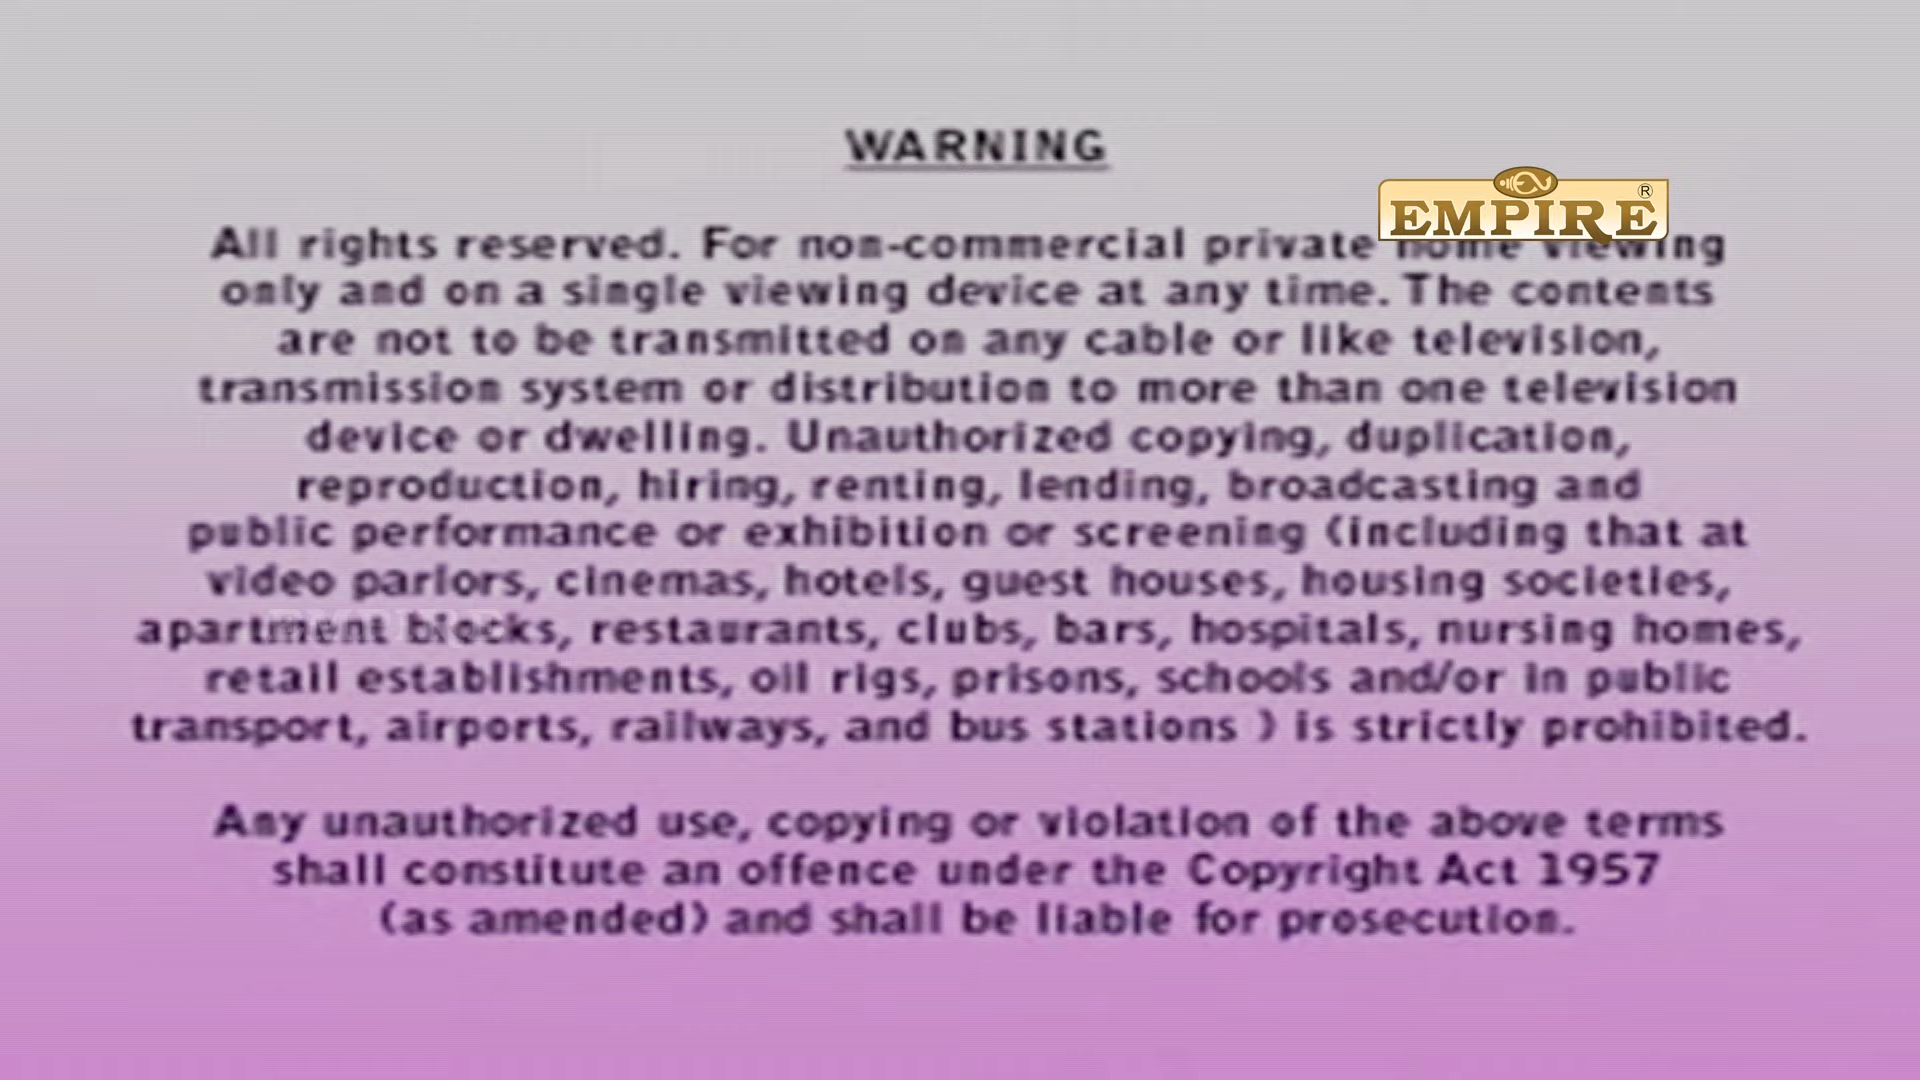 WARNING
EMPIRE
®
All rights reserved. For non-commercial private home viewing
only and on a single viewing device at any time. The contents
are not to be transmitted on any cable or like television,
transmission system or distribution to more than one television
device or dwelling. Unauthorized copying, duplication,
reproduction, hiring, renting, lending, broadcasting and
public performance or exhibition or screening (including that at
video parlors, cinemas, hotels, guest houses, housing societies,
apartment blocks, restaurants, clubs, bars, hospitals, nursing homes,
EMPIRE
retail establishments, oil rigs, prisons, schools and/or in public
transport, airports, railways, and bus stations ) is strictly prohibited.
Any unauthorized use, copying or violation of the above terms
shall constitute an offence under the Copyright Act 1957
(as amended) and shall be liable for prosecution.